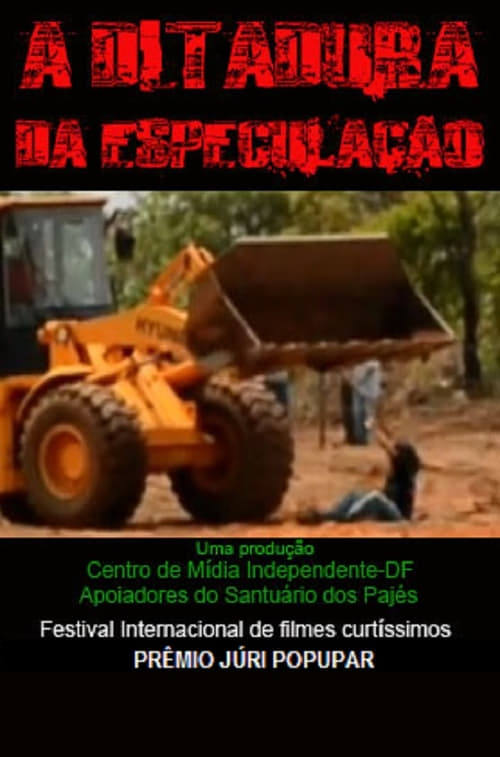 A DITADURA
DA ESPECULAÇÃO
HYUNDAI
Uma produção
Centro de Mídia Independente-DF
Apoiadores do Santuário dos Pajés
Festival Internacional de filmes curtíssimos
PRÊMIO JÚRI POPUPAR